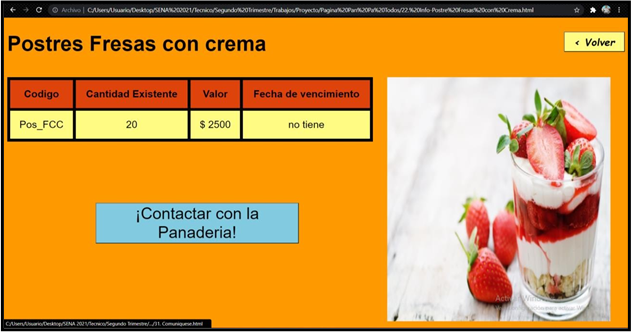 Archivo | C:/Users/Usuario/Desktop/SENA%202021/Tecnico/Segundo%20Trimestre/Trabajos/Proyecto/Pagina%20Pan%20Pa%20Todos/22.%20Info-Postre%20Fresas%20con%20Crema.html
Postres Fresas con crema
< Volver
Codigo Cantidad Existente Valor Fecha de vencimiento
Pos_FCC 20 $ 2500 no tiene
¡Contactar con la
Panaderia!
C:/Users/Usuario/Desktop/SENA 2021/Tecnico/Segundo Trimestre/.../31. Comuniquese.html